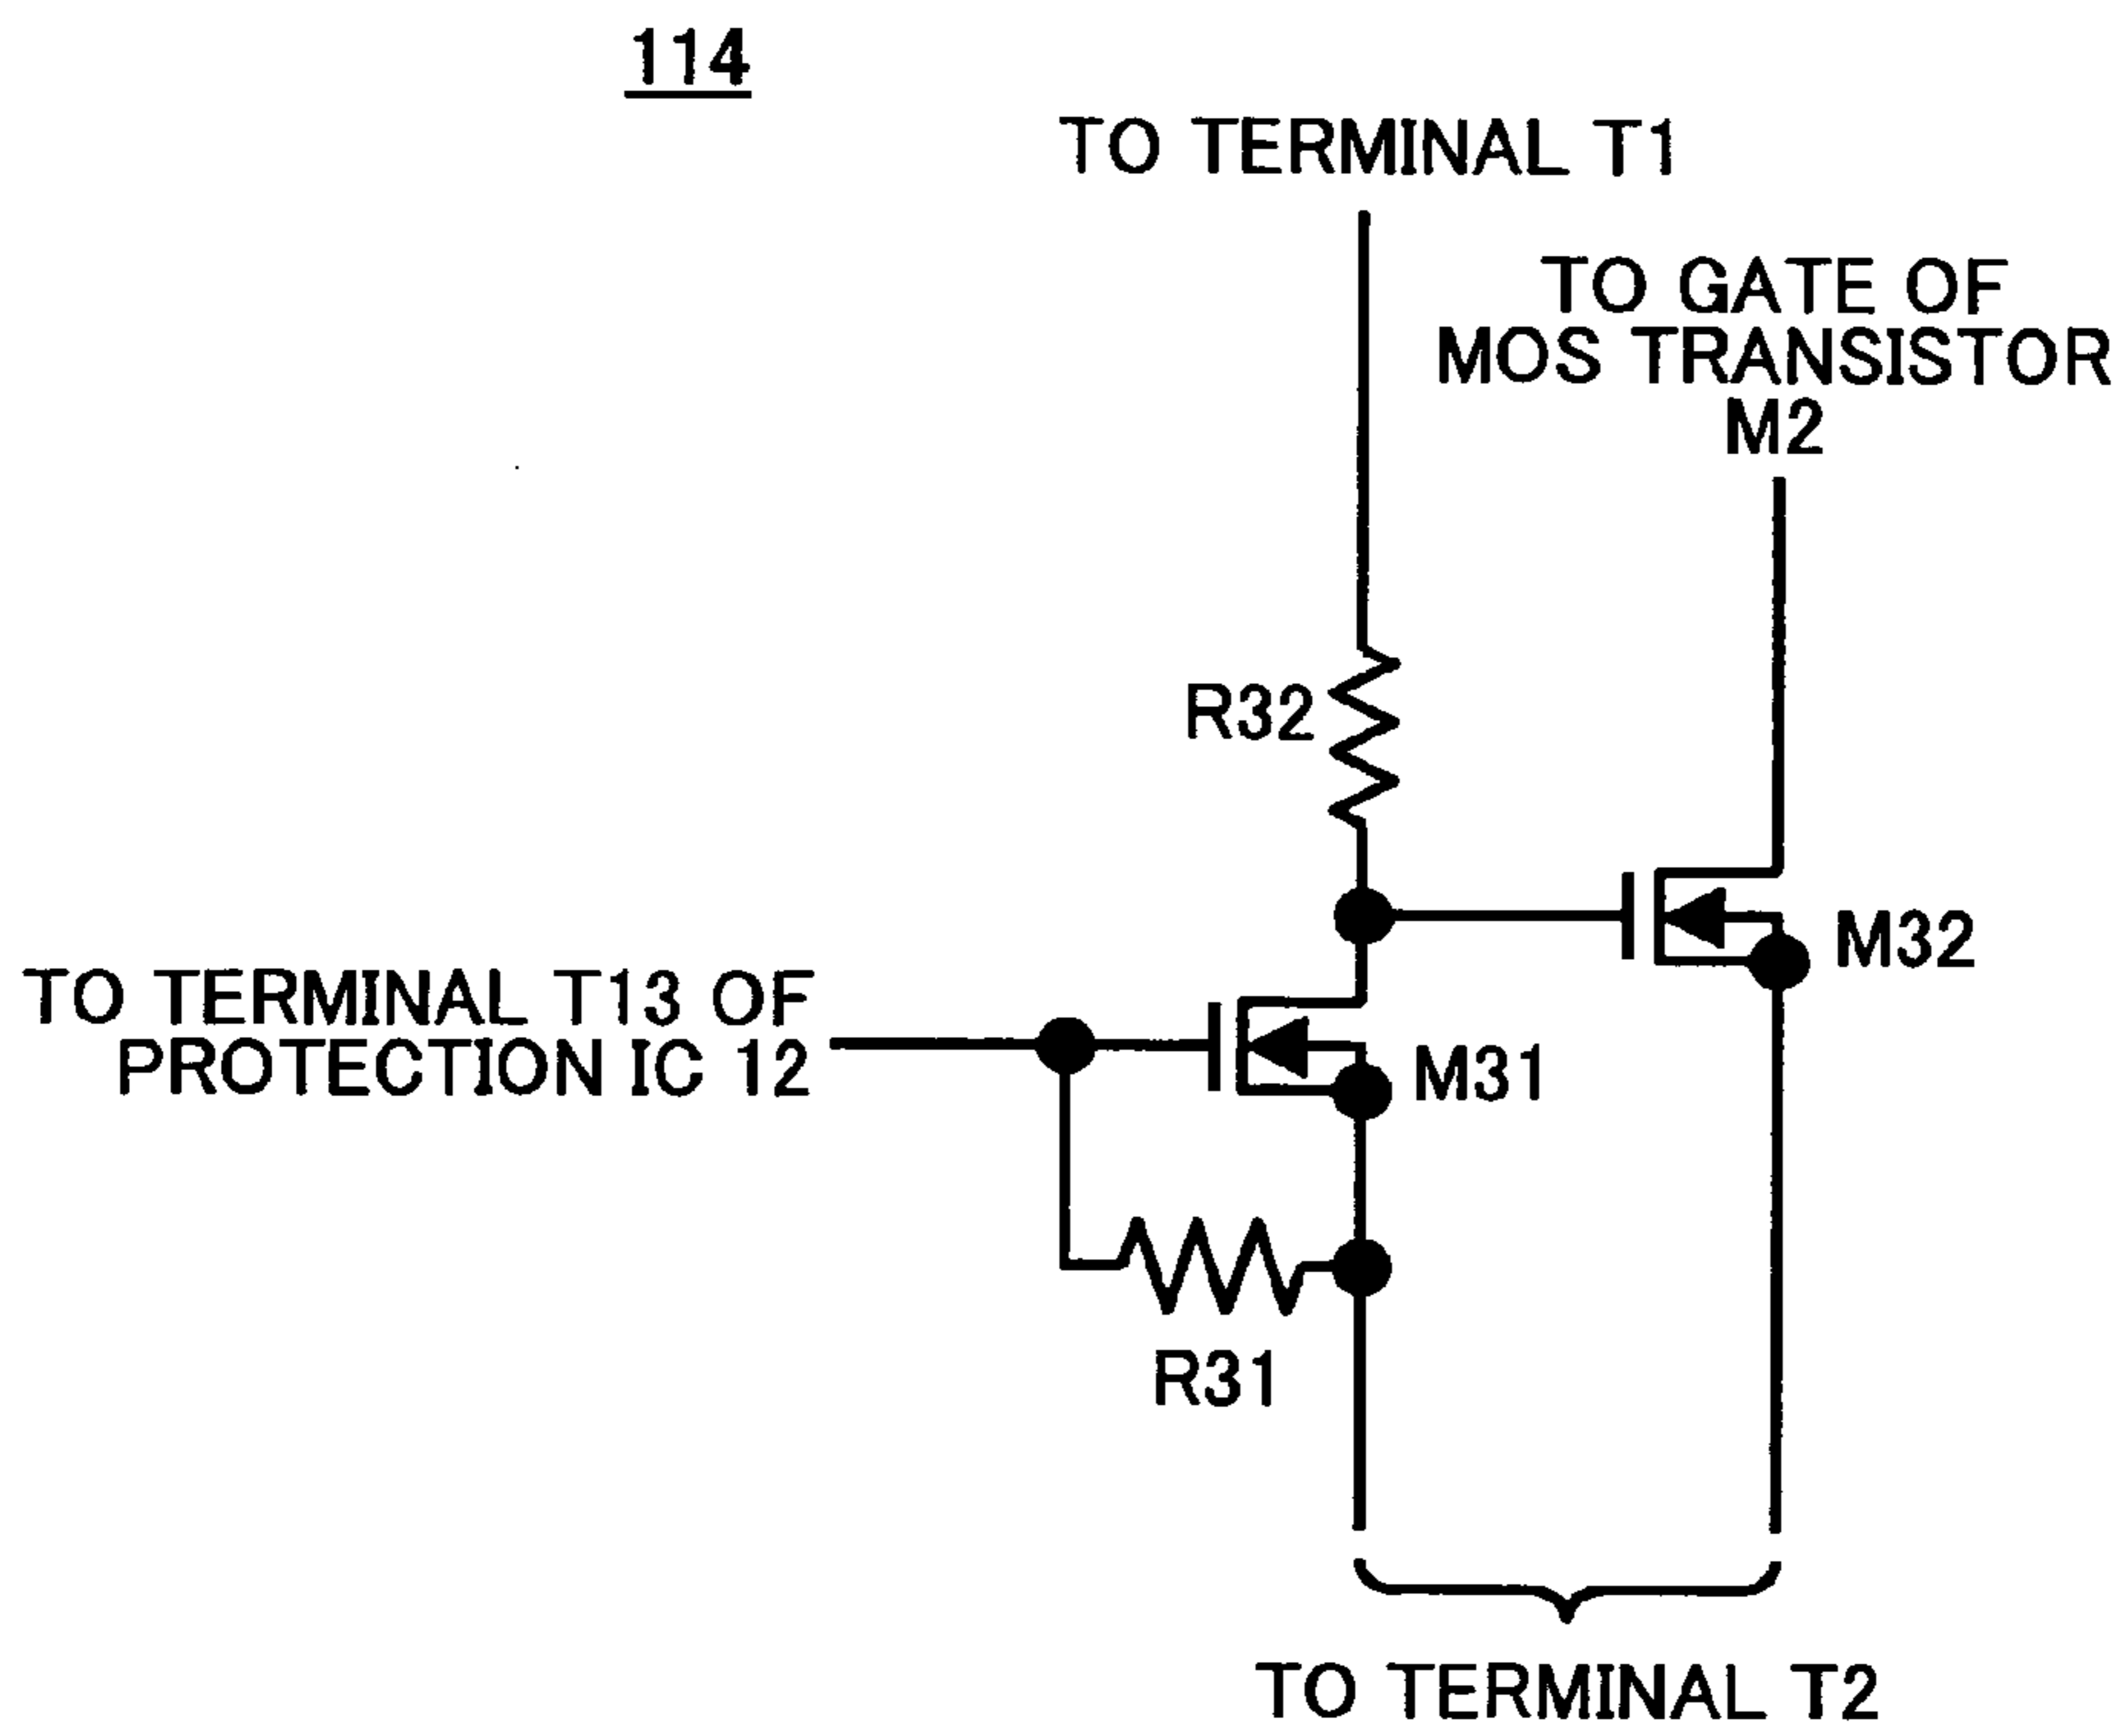 114
TO TERMINAL T1
TO GATE OF
MOS TRANSISTOR
M2
R32
M32
TO TERMINAL T13 OF
PROTECTION IC 12
M31
R31
TO TERMINAL T2